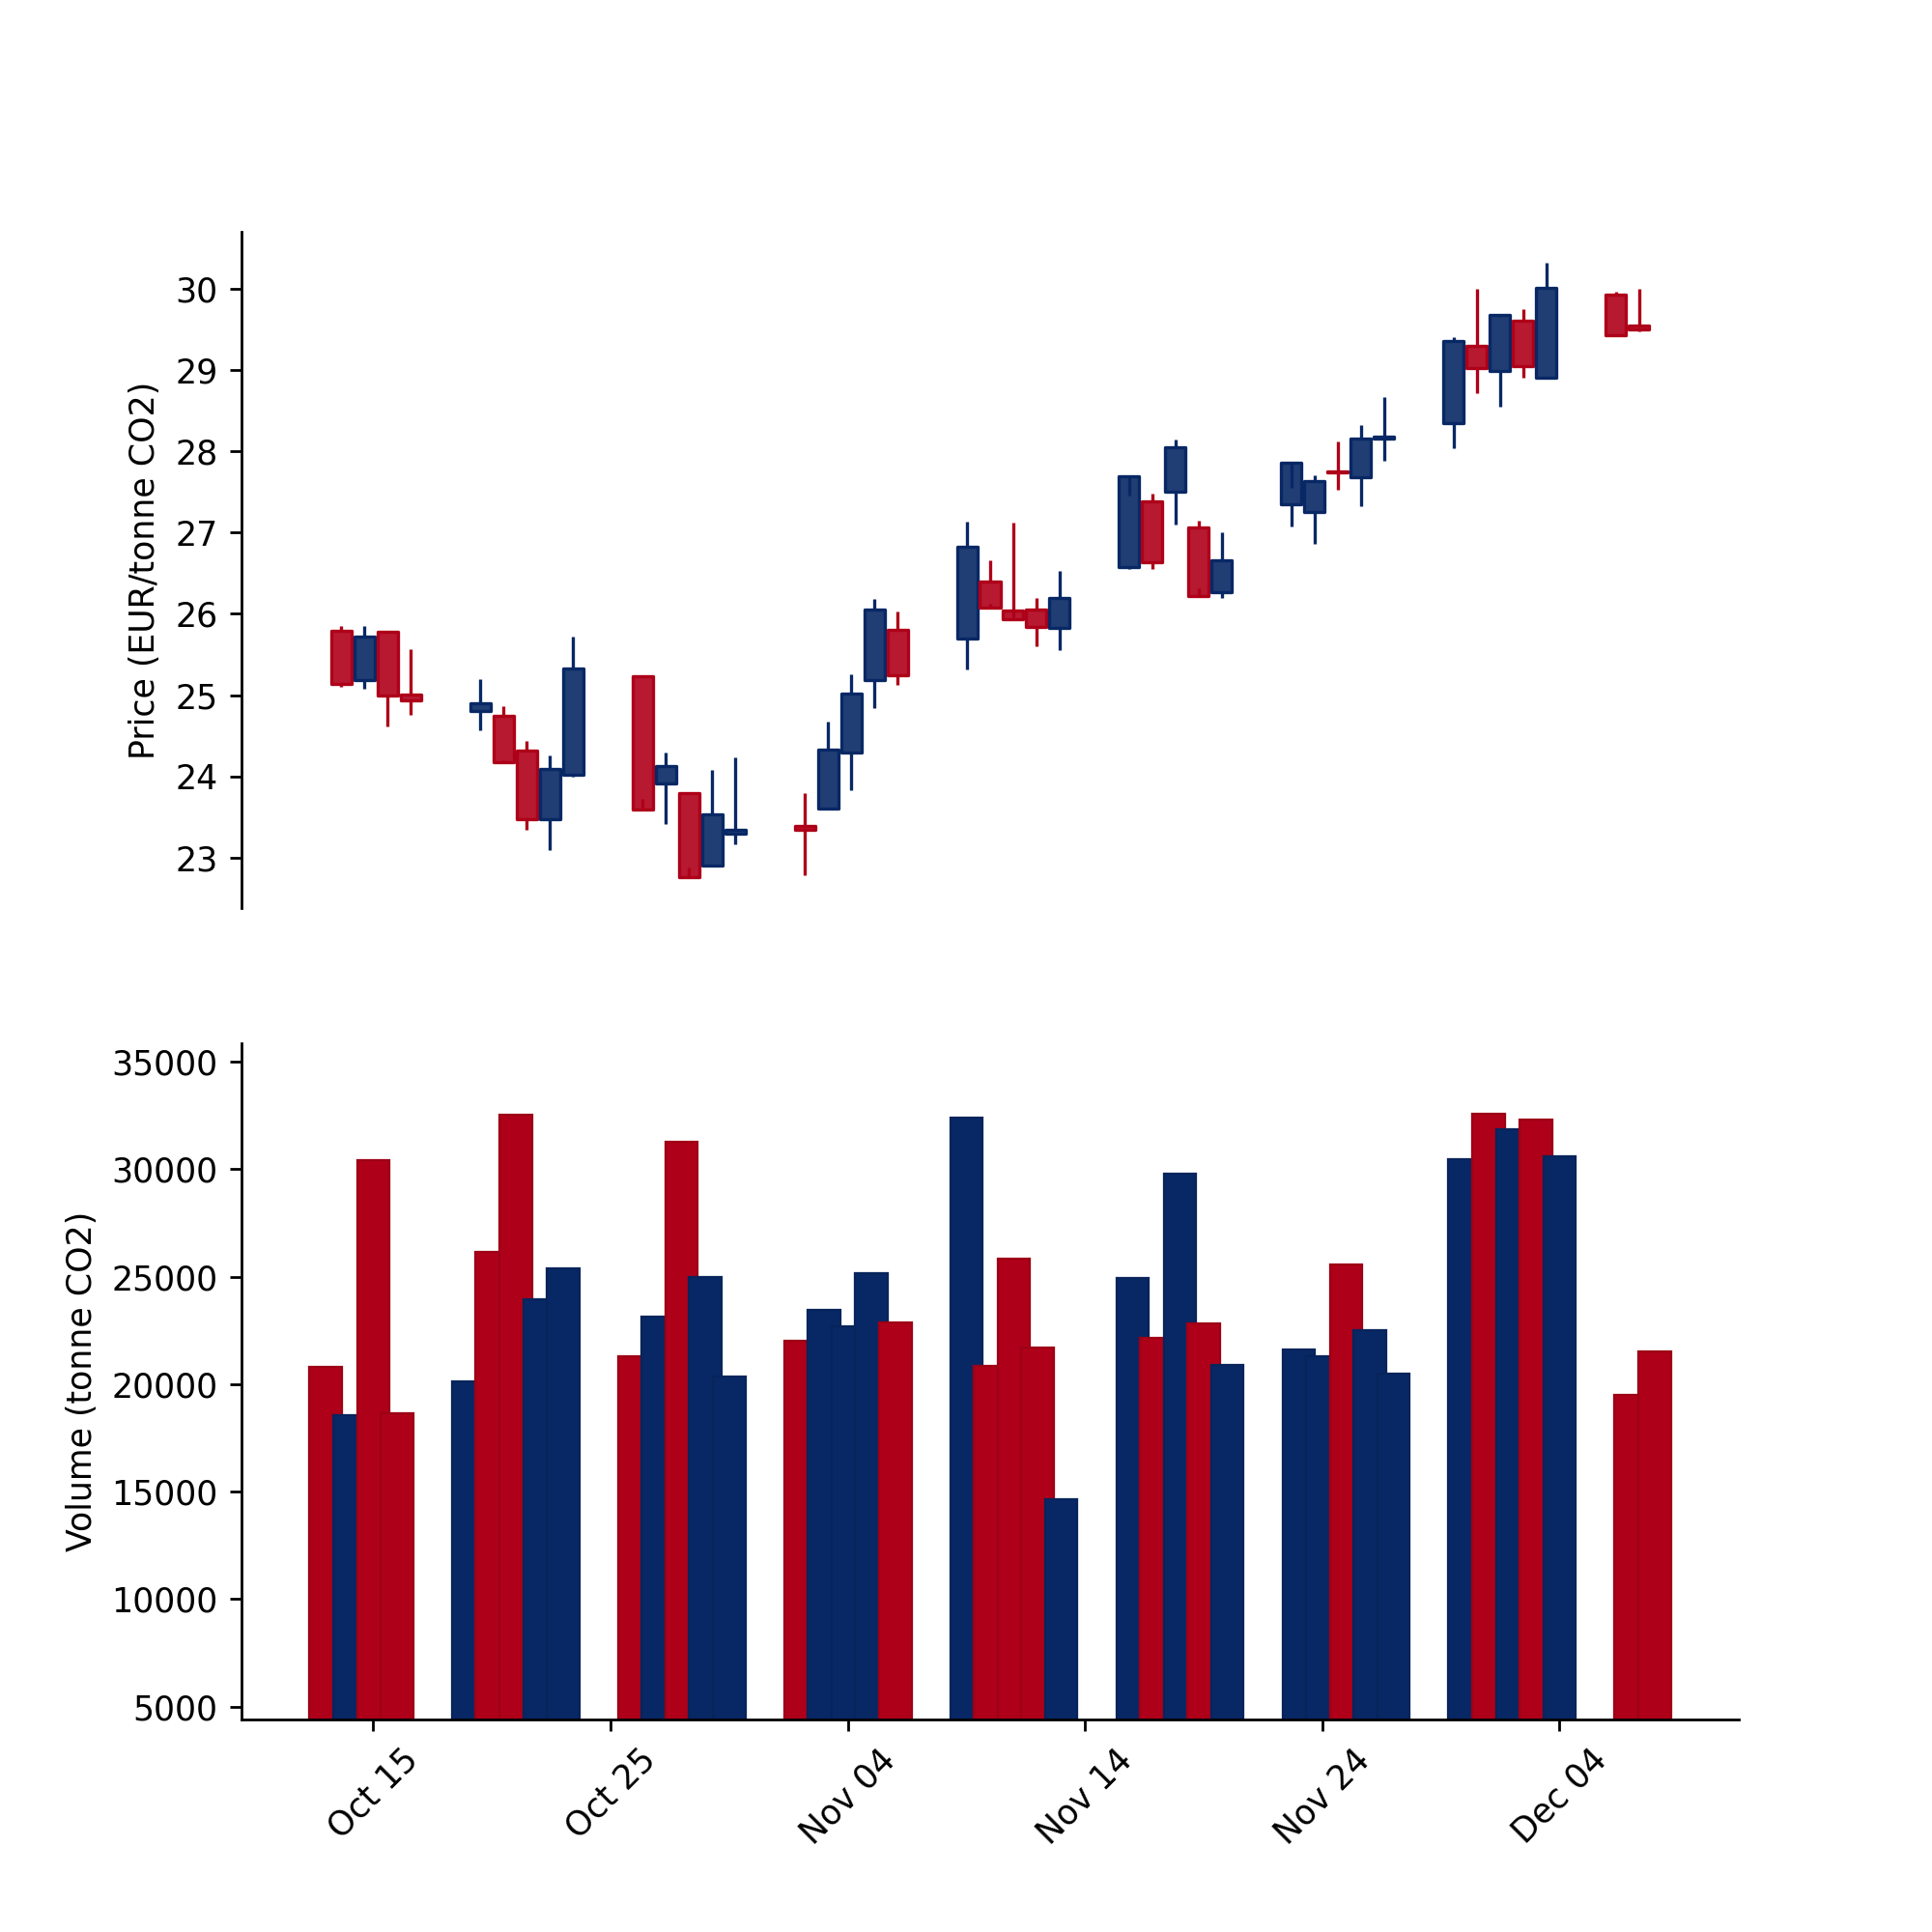 Price (EUR/tonne CO2)
30
29
28
27
26
25
24
23
Volume (tonne CO2)
35000
30000
25000
20000
15000
10000
5000
Oct 15
Oct 25
Nov 04
Nov 14
Nov 24
Dec 04